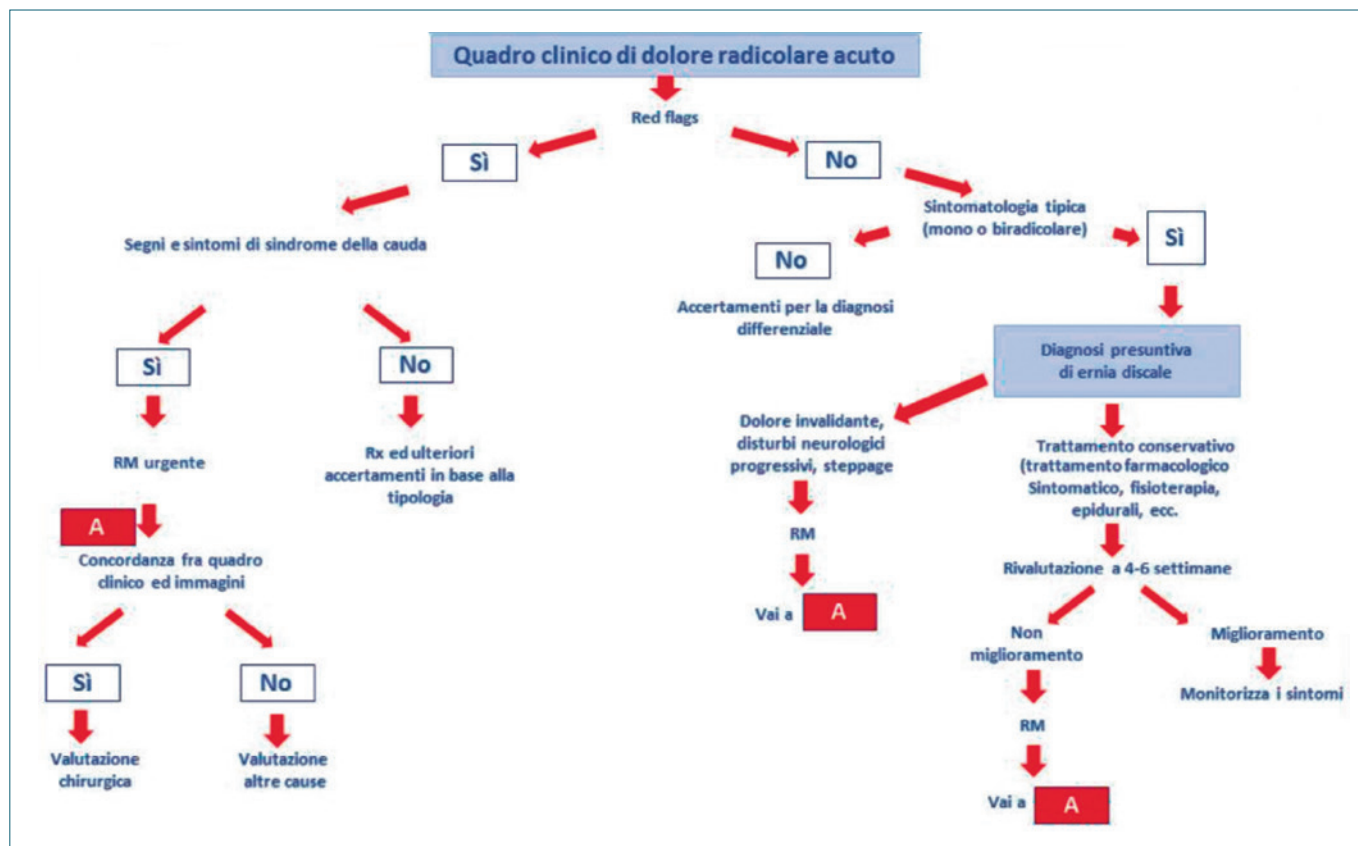 Quadro clinico di dolore radicolare acuto
Red flags
Sì
No
Segni e sintomi di sindrome della cauda
Sintomatologia tipica
(mono o biradicolare)
Sì
No
Sì
No
Accertamenti per la diagnosi
differenziale
Diagnosi presuntiva
di ernia discale
RM urgente
Rx ed ulteriori
accertamenti in base alla
tipologia
Dolore invalidante,
disturbi neurologici
progressivi, steppage
Trattamento conservativo
(trattamento farmacologico
Sintomatico, fisioterapia,
epidurali, ecc.
A
Concordanza fra quadro
clinico ed immagini
RM
Vai a
A
Rivalutazione a 4-6 settimane
Sì
No
Non
miglioramento
Miglioramento
Monitorizza i sintomi
Valutazione
chirurgica
Valutazione
altre cause
RM
Vai a
A